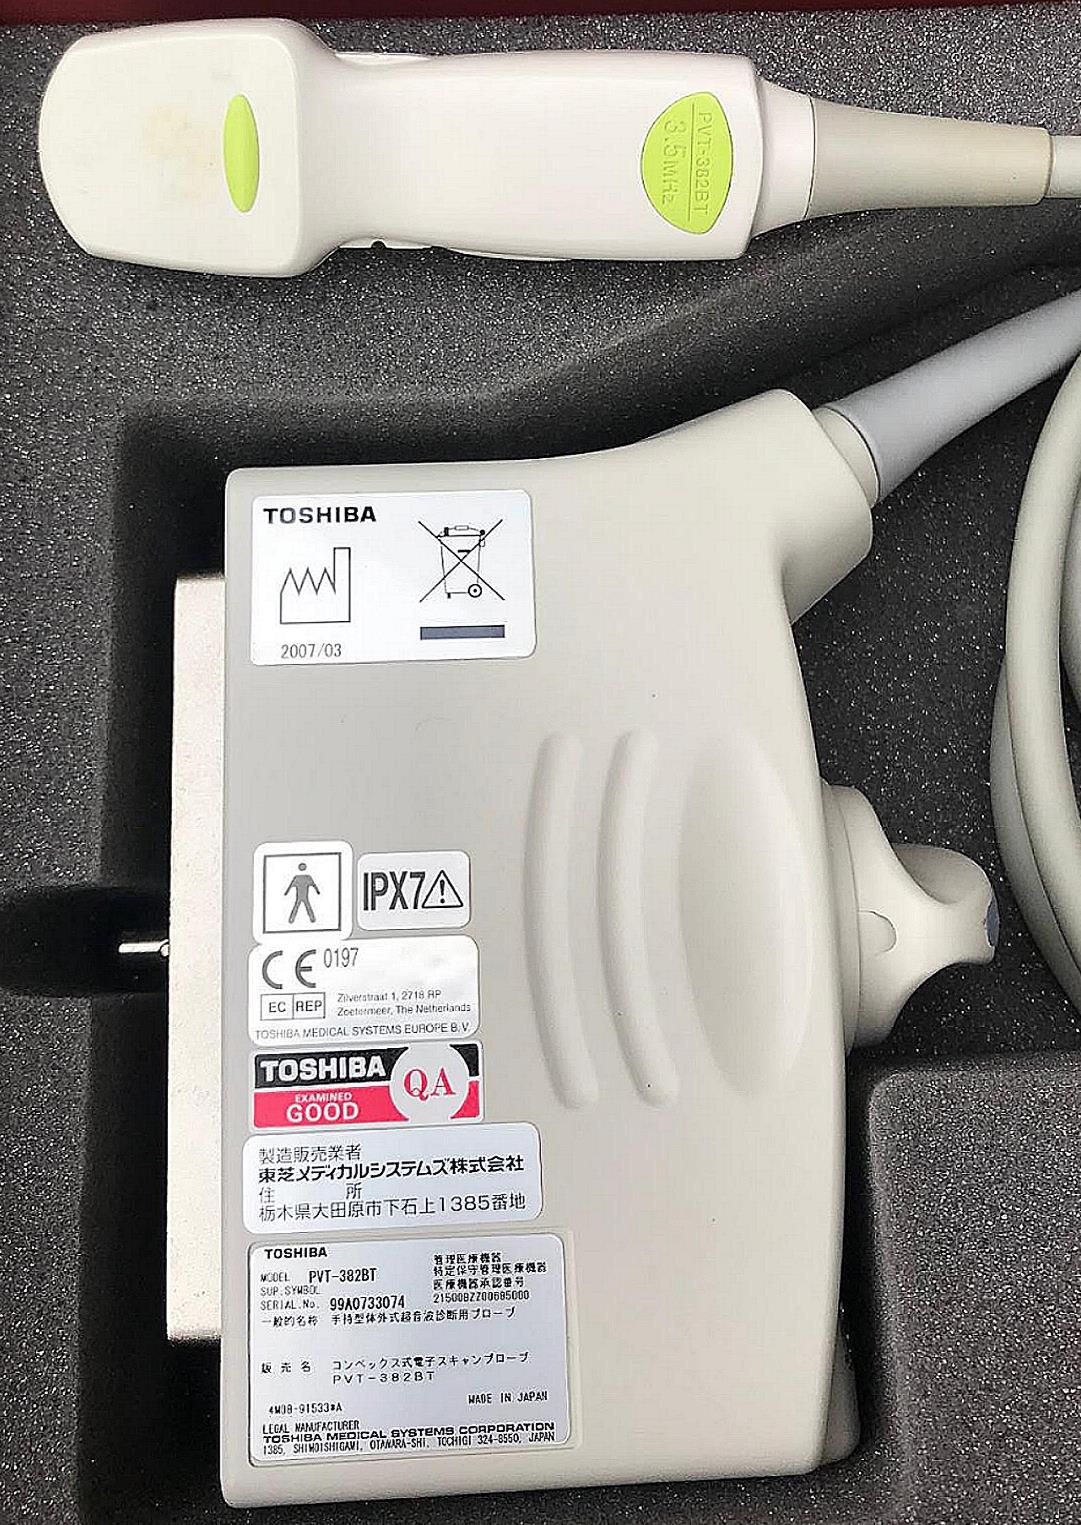 PVT-382BT
3.5MHz
TOSHIBA
2007/03
IPX7
CE 0197
EC REP
Zilverstraat 1, 2718 RP
Zoetermeer, The Netherlands
TOSHIBA MEDICAL SYSTEMS EUROPE B.V.
TOSHIBA
QA
EXAMINED
GOOD
製造販売業者
東芝メディカルシステムズ株式会社
住 所
栃木県大田原市下石上1385番地
TOSHIBA
管理医療機器
MODEL PVT-382BT
特定保守管理医療機器
SUP.SYMBOL
医療機器承認番号
SERIAL.No. 99A0733074
21500BZZ00685000
一般的名称 手持型体外式超音波診断用プローブ
販売名 コンベックス式電子スキャンプローブ
PVT-382BT
MADE IN JAPAN
4M08-91533*A
LEGAL MANUFACTURER
TOSHIBA MEDICAL SYSTEMS CORPORATION
1385, SHIMOISHIGAMI, OTAWARA-SHI, TOCHIGI 324-8550, JAPAN